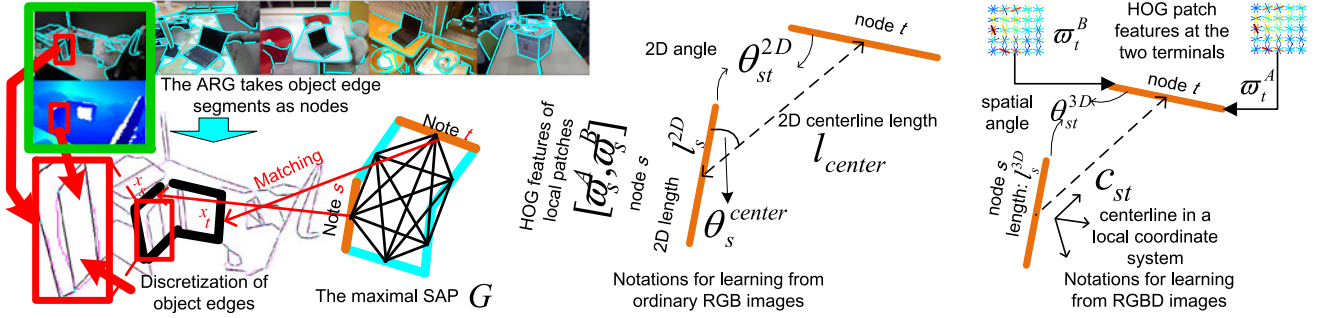 The ARG takes object edge
segments as nodes
Matching
Note t
Note s
x_s
x_t
Discretization of
object edges
The maximal SAP G
HOG features of
local patches
[ϖ_s^A, ϖ_s^B]
2D angle
θ_st^2D
node t
node s
2D length l_s^2D
2D centerline length
l_center
θ_s^center
Notations for learning from
ordinary RGB images
ϖ_t^B
HOG patch
features at the
two terminals
ϖ_t^A
node t
spatial
angle
θ_st^3D
node s
length: l_s^3D
c_st
centerline in a
local coordinate
system
Notations for learning
from RGBD images